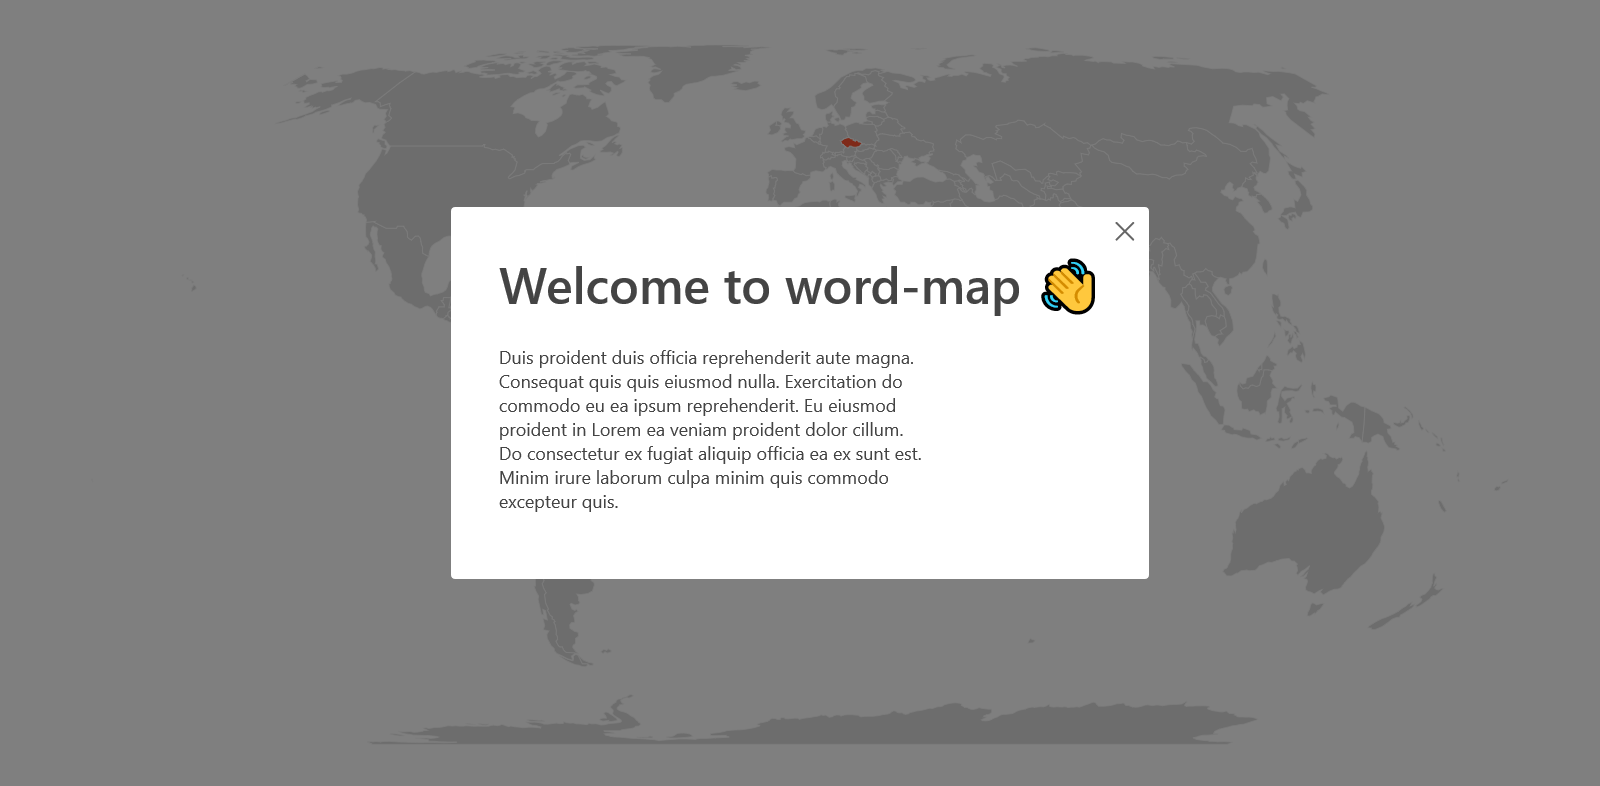 Welcome to word-map 👋
Duis proident duis officia reprehenderit aute magna.
Consequat quis quis eiusmod nulla. Exercitation do
commodo eu ea ipsum reprehenderit. Eu eiusmod
proident in Lorem ea veniam proident dolor cillum.
Do consectetur ex fugiat aliquip officia ea ex sunt est.
Minim irure laborum culpa minim quis commodo
excepteur quis.